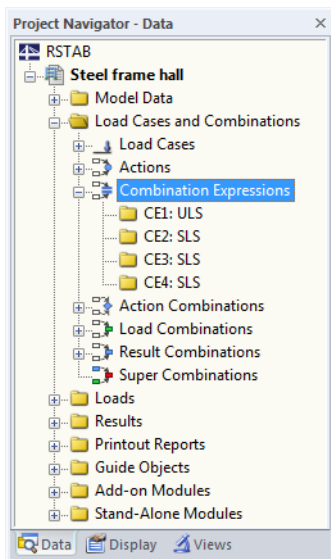 Project Navigator - Data
RSTAB
Steel frame hall
Model Data
Load Cases and Combinations
Load Cases
Actions
Combination Expressions
CE1: ULS
CE2: SLS
CE3: SLS
CE4: SLS
Action Combinations
Load Combinations
Result Combinations
Super Combinations
Loads
Results
Printout Reports
Guide Objects
Add-on Modules
Stand-Alone Modules
Data Display Views